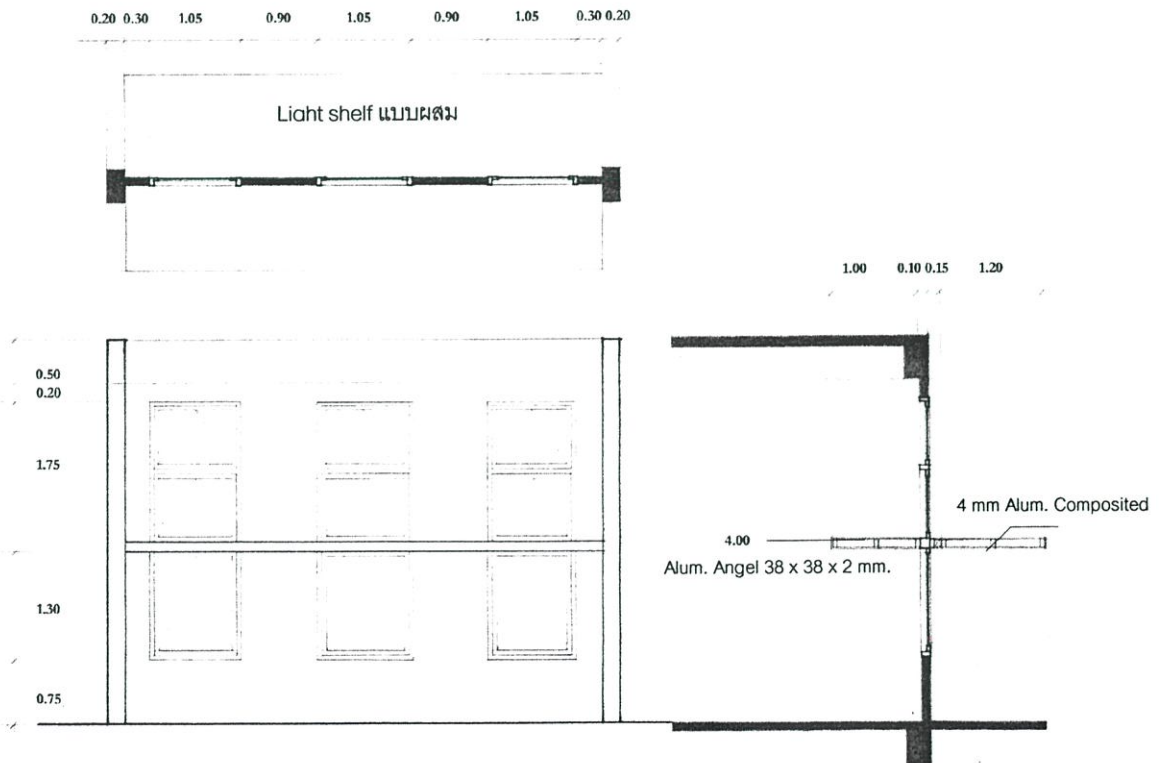 0.20 0.30 1.05 0.90 1.05 0.90 1.05 0.30 0.20
Liaht shelf แบบผสม
1.00 0.10 0.15 1.20
0.50
0.20
1.75
1.30
0.75
4 mm Alum. Composited
4.00
Alum. Angel 38 x 38 x 2 mm.